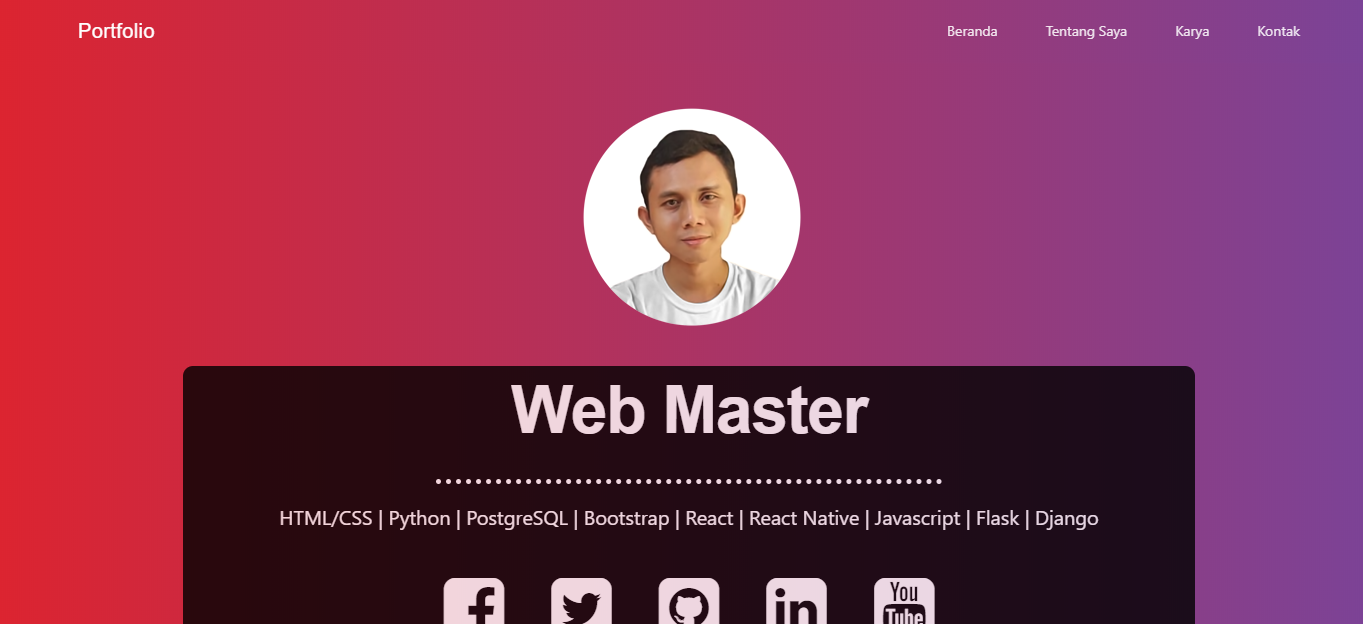 Portfolio
Beranda Tentang Saya Karya Kontak
Web Master
HTML/CSS | Python | PostgreSQL | Bootstrap | React | React Native | Javascript | Flask | Django
You
Tube